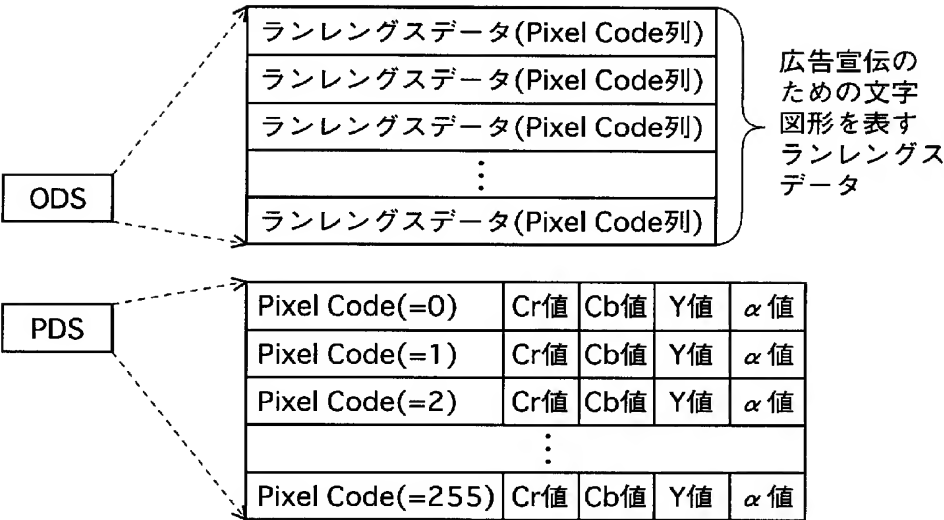 ODS
ランレングスデータ(Pixel Code列)
ランレングスデータ(Pixel Code列)
ランレングスデータ(Pixel Code列)
⋮
ランレングスデータ(Pixel Code列)
広告宣伝の
ための文字
図形を表す
ランレングス
データ
PDS
Pixel Code(=0) Cr値 Cb値 Y値 α値
Pixel Code(=1) Cr値 Cb値 Y値 α値
Pixel Code(=2) Cr値 Cb値 Y値 α値
⋮
Pixel Code(=255) Cr値 Cb値 Y値 α値